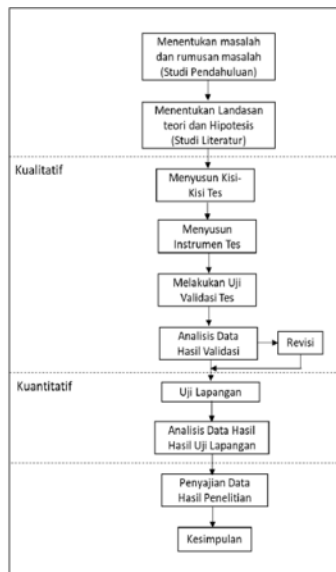 Menentukan masalah
dan rumusan masalah
(Studi Pendahuluan)
Menentukan Landasan
teori dan Hipotesis
(Studi Literatur)
Kualitatif
Menyusun Kisi-
Kisi Tes
Menyusun
Instrumen Tes
Melakukan Uji
Validasi Tes
Analisis Data
Hasil Validasi
Revisi
Kuantitatif
Uji Lapangan
Analisis Data Hasil
Hasil Uji Lapangan
Penyajian Data
Hasil Penelitian
Kesimpulan